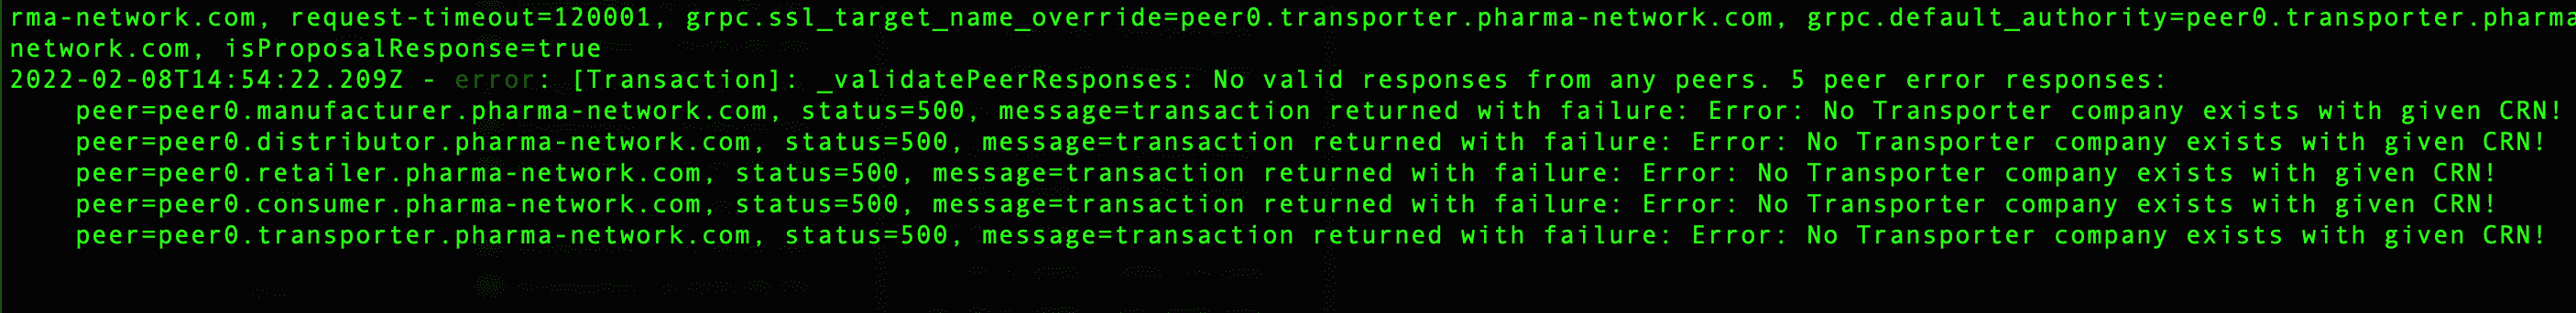 rma-network.com, request-timeout=120001, grpc.ssl_target_name_override=peer0.transporter.pharma-network.com, grpc.default_authority=peer0.transporter.pharma
network.com, isProposalResponse=true
2022-02-08T14:54:22.209Z - error: [Transaction]: _validatePeerResponses: No valid responses from any peers. 5 peer error responses:
    peer=peer0.manufacturer.pharma-network.com, status=500, message=transaction returned with failure: Error: No Transporter company exists with given CRN!
    peer=peer0.distributor.pharma-network.com, status=500, message=transaction returned with failure: Error: No Transporter company exists with given CRN!
    peer=peer0.retailer.pharma-network.com, status=500, message=transaction returned with failure: Error: No Transporter company exists with given CRN!
    peer=peer0.consumer.pharma-network.com, status=500, message=transaction returned with failure: Error: No Transporter company exists with given CRN!
    peer=peer0.transporter.pharma-network.com, status=500, message=transaction returned with failure: Error: No Transporter company exists with given CRN!